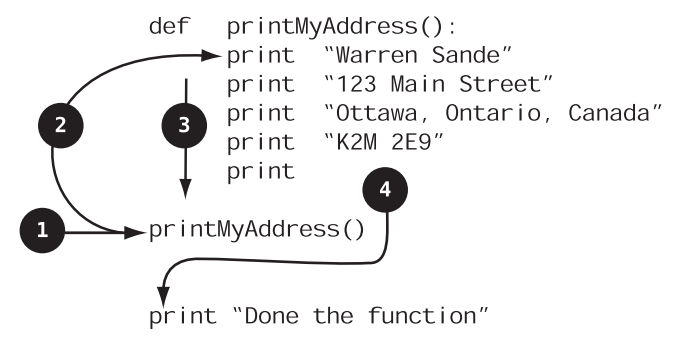 def printMyAddress():
print “Warren Sande”
2
print “123 Main Street”
3
print “Ottawa, Ontario, Canada”
print “K2M 2E9”
print
4
1
printMyAddress()
print “Done the function”